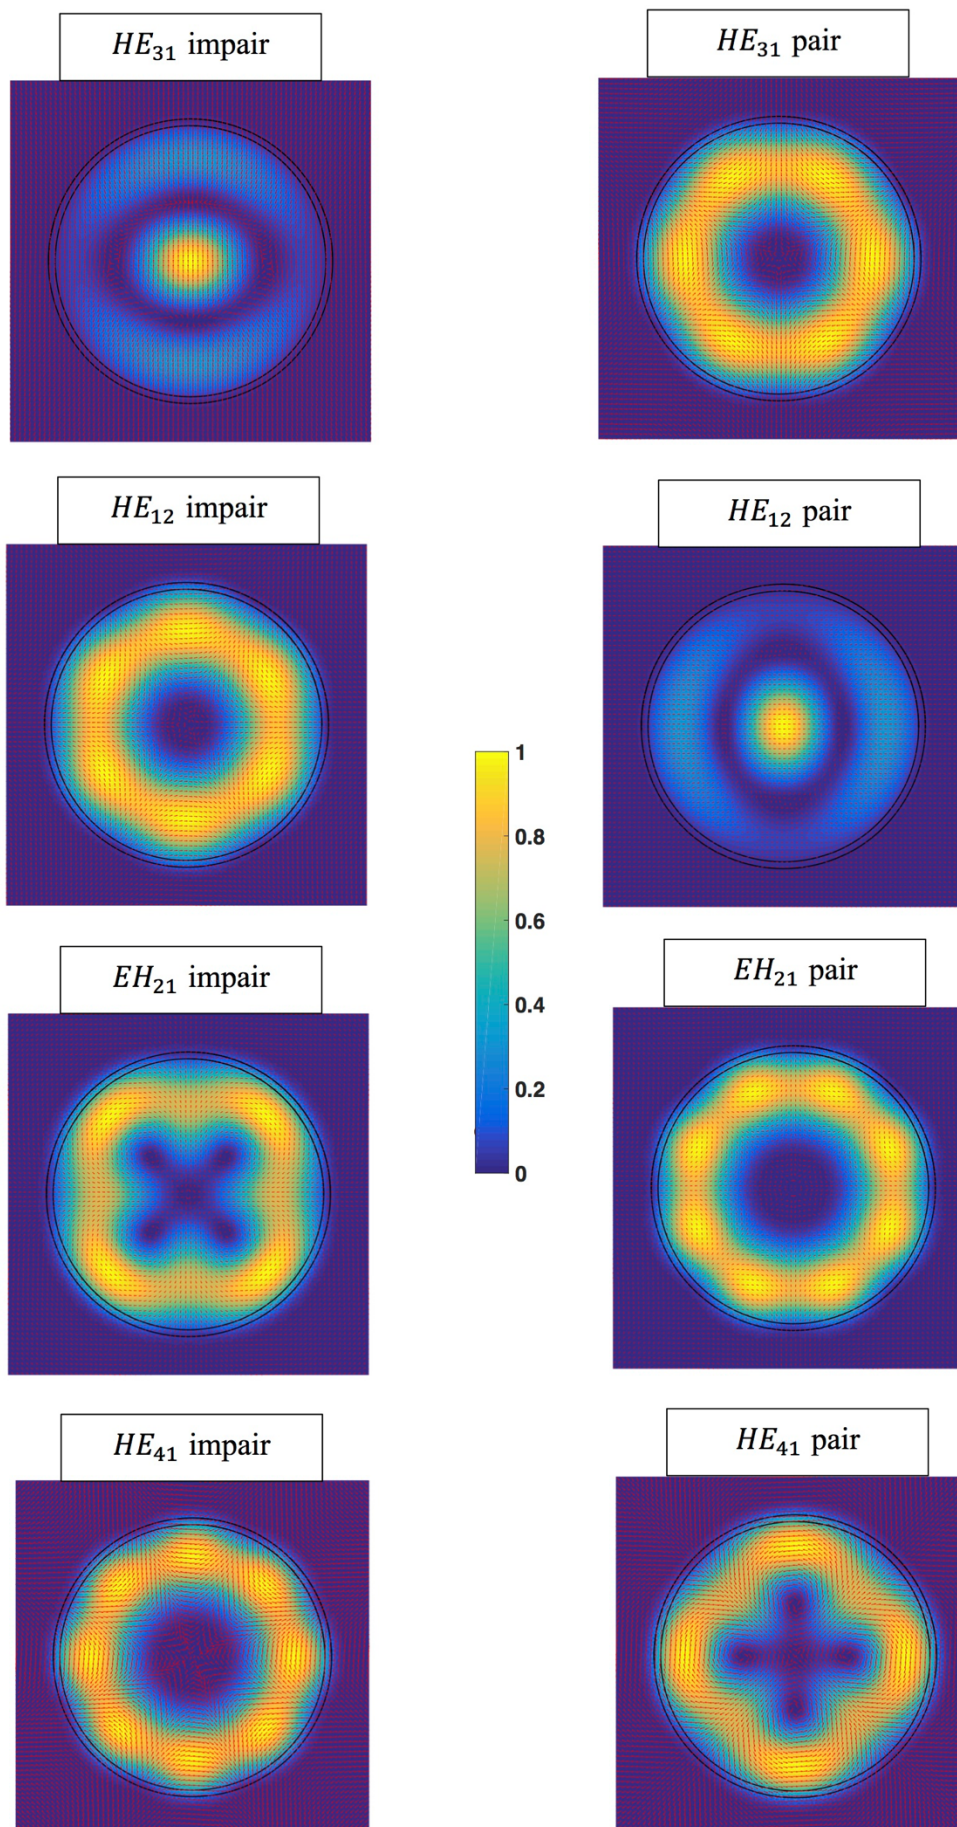 HE₃₁ impair
HE₃₁ pair
HE₁₂ impair
HE₁₂ pair
1
0.8
0.6
0.4
0.2
0
EH₂₁ impair
EH₂₁ pair
HE₄₁ impair
HE₄₁ pair